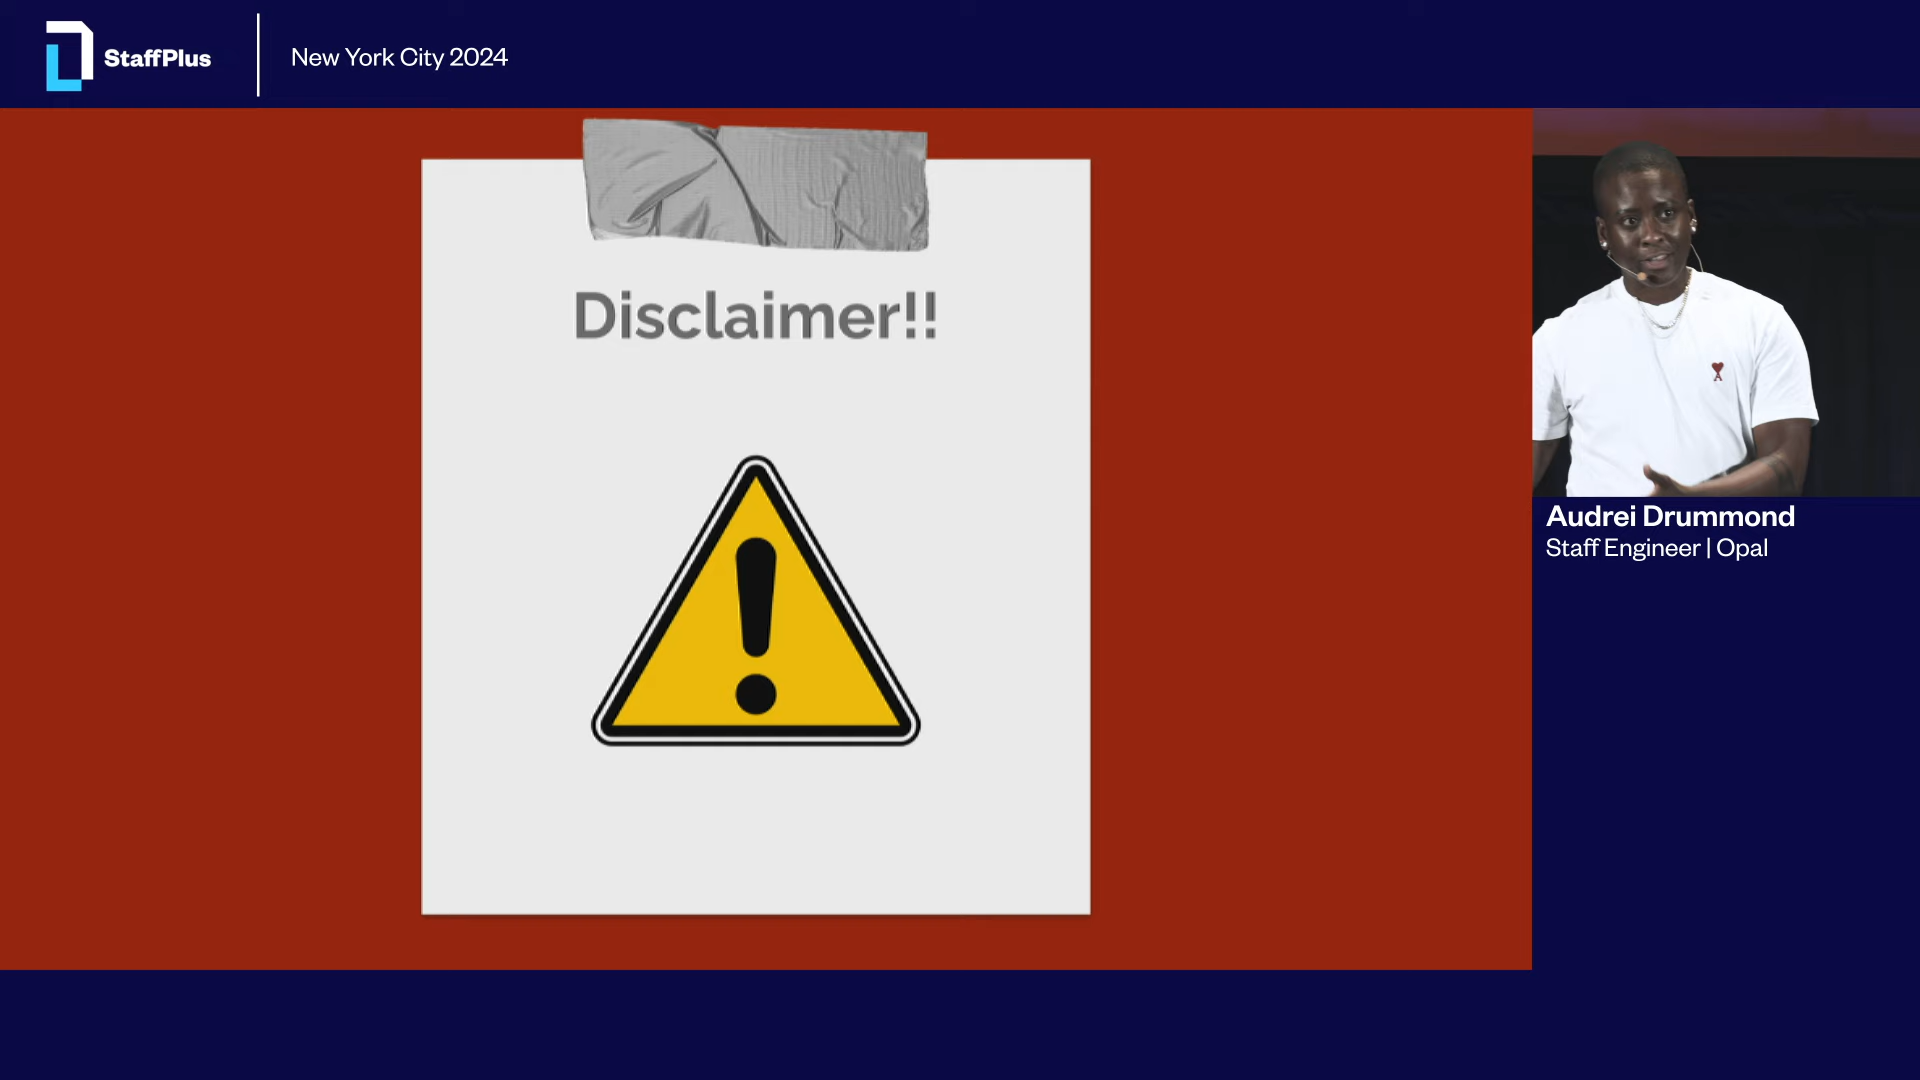 StaffPlus
New York City 2024
Disclaimer!!
Audrei Drummond
Staff Engineer | Opal